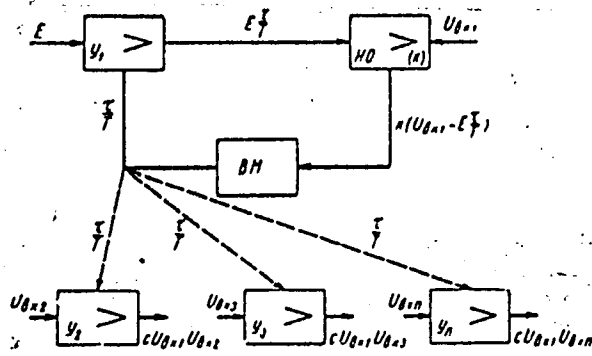 E
У₁ >
E τ/T
НО > (К)
Uвх1
τ/T
К(Uвх1 - E τ/T)
ВМ
τ/T
τ/T
τ/T
Uвх2
У₂ >
cUвх1Uвх2
Uвх3
У₃ >
cUвх1Uвх3
Uвхn
Уn >
cUвх1Uвхn